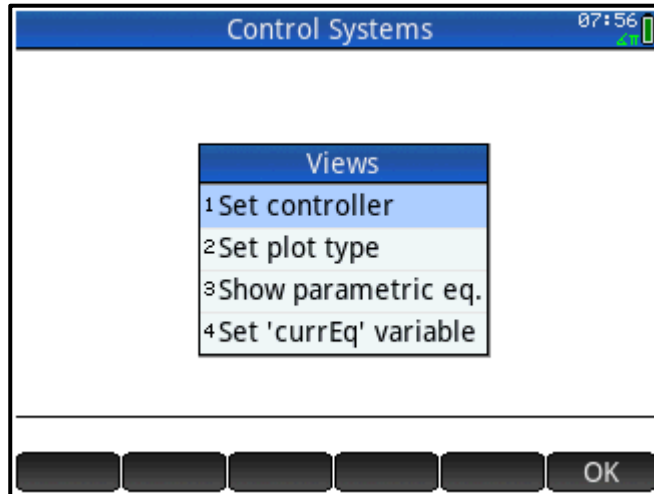 Control Systems
07:56
∡π
Views
1 Set controller
2 Set plot type
3 Show parametric eq.
4 Set 'currEq' variable
OK